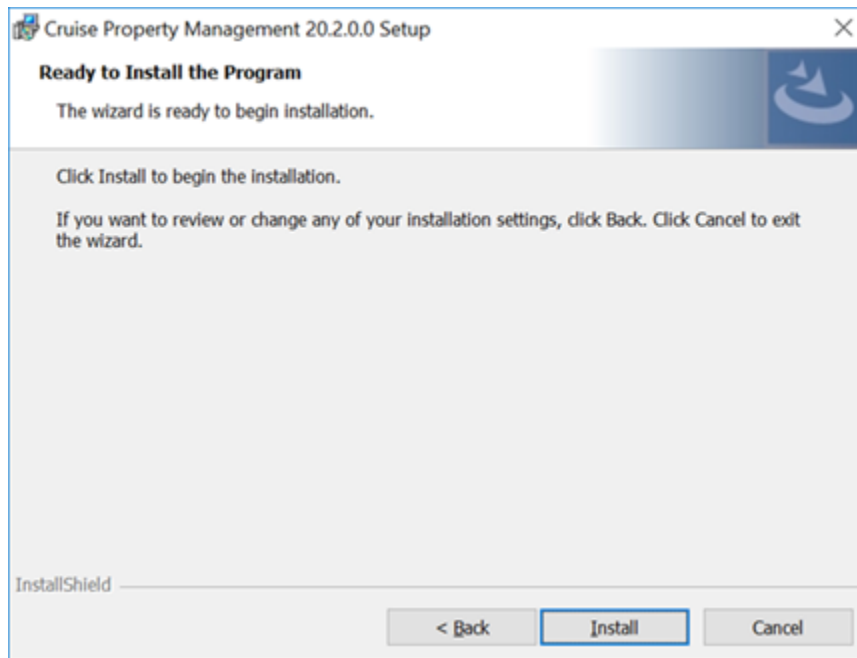 Cruise Property Management 20.2.0.0 Setup
Ready to Install the Program
The wizard is ready to begin installation.
Click Install to begin the installation.
If you want to review or change any of your installation settings, click Back. Click Cancel to exit
the wizard.
InstallShield
< Back
Install
Cancel